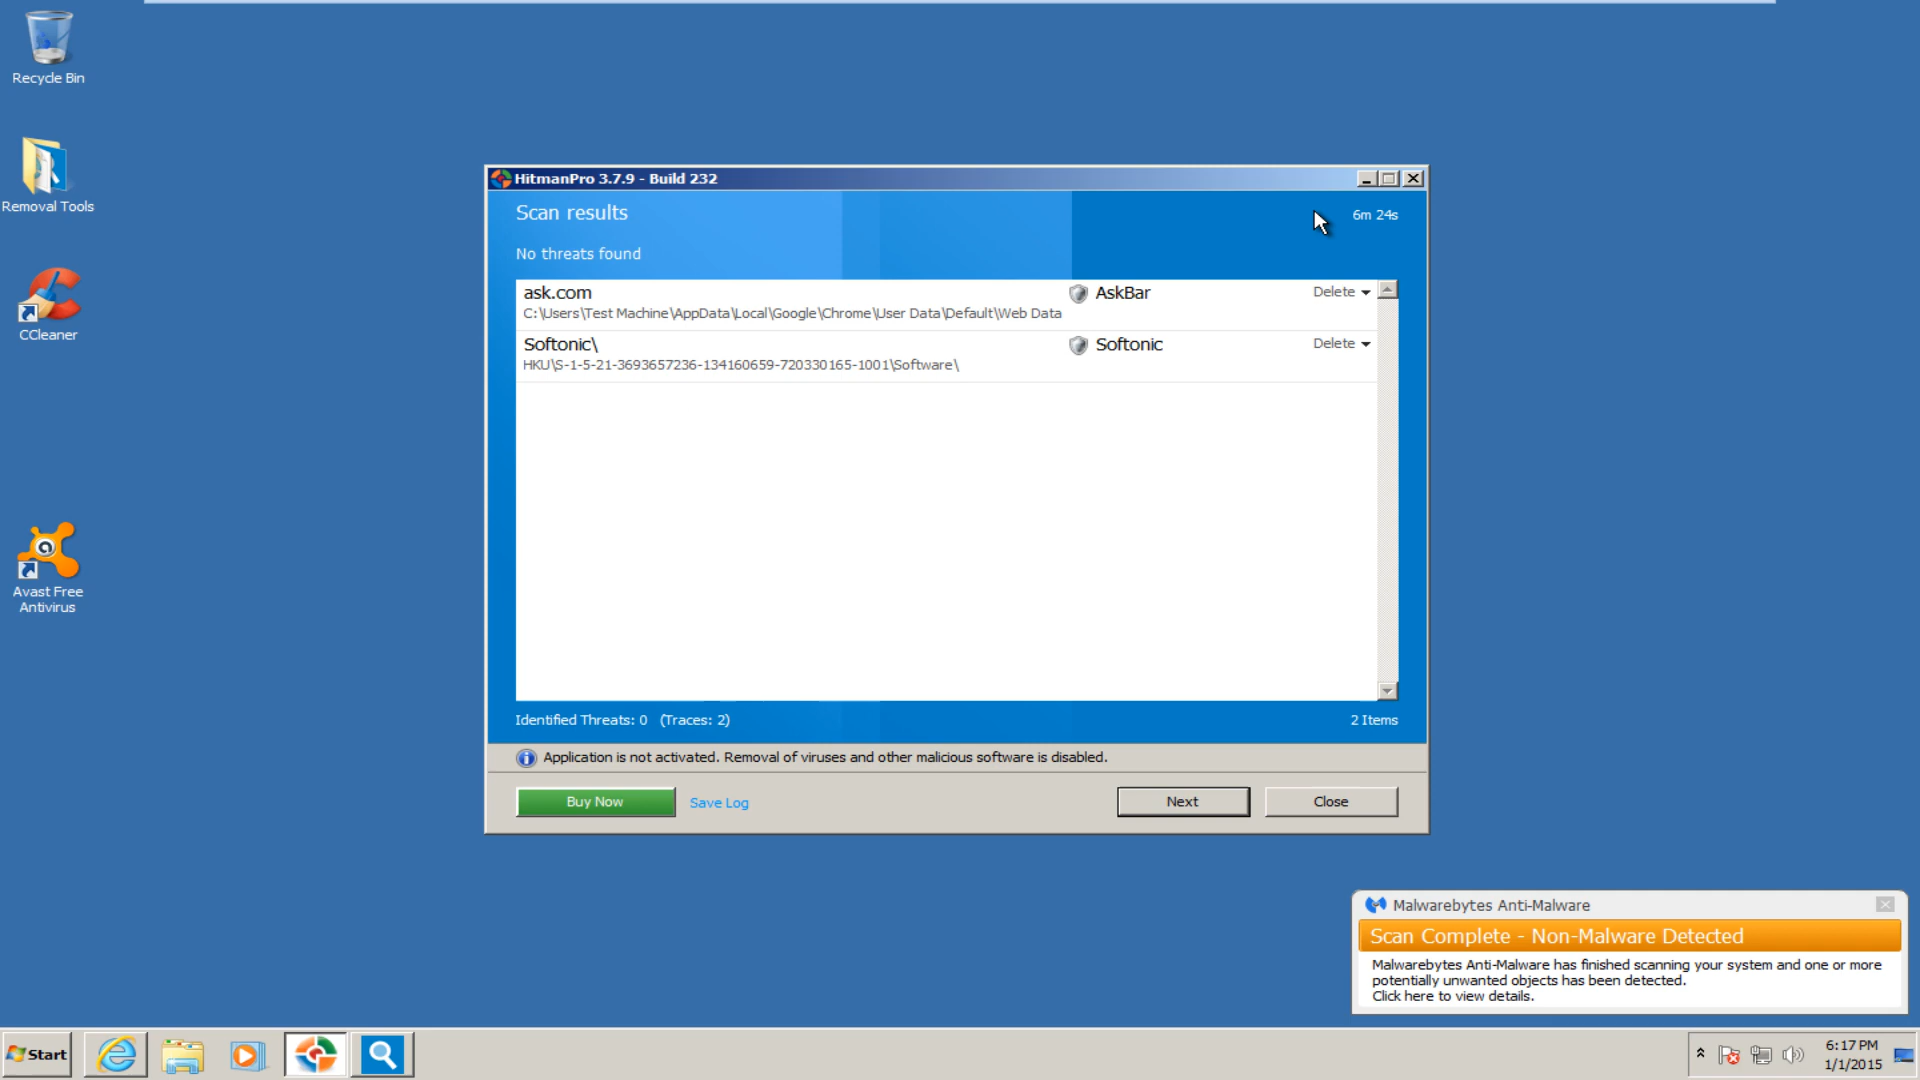 Recycle Bin
Removal Tools
CCleaner
Avast Free
Antivirus
HitmanPro 3.7.9 - Build 232
Scan results
6m 24s
No threats found
ask.com
AskBar
Delete
C:\Users\Test Machine\AppData\Local\Google\Chrome\User Data\Default\Web Data
Softonic\
Softonic
Delete
HKU\S-1-5-21-3693657236-134160659-720330165-1001\Software\
Identified Threats: 0 (Traces: 2)
2 Items
Application is not activated. Removal of viruses and other malicious software is disabled.
Buy Now
Save Log
Next
Close
Malwarebytes Anti-Malware
Scan Complete - Non-Malware Detected
Malwarebytes Anti-Malware has finished scanning your system and one or more
potentially unwanted objects has been detected.
Click here to view details.
Start
6:17 PM
1/1/2015